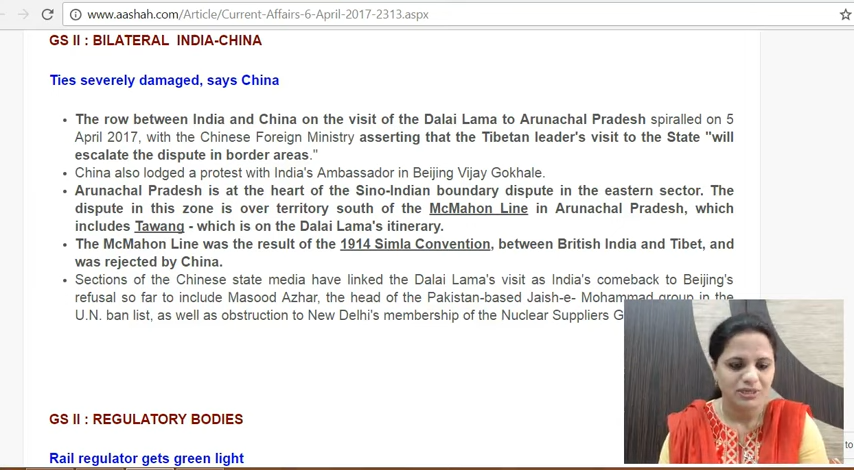 www.aashah.com/Article/Current-Affairs-6-April-2017-2313.aspx
GS II : BILATERAL INDIA-CHINA
Ties severely damaged, says China
• The row between India and China on the visit of the Dalai Lama to Arunachal Pradesh spiralled on 5
April 2017, with the Chinese Foreign Ministry asserting that the Tibetan leader's visit to the State "will
escalate the dispute in border areas."
• China also lodged a protest with India's Ambassador in Beijing Vijay Gokhale.
• Arunachal Pradesh is at the heart of the Sino-Indian boundary dispute in the eastern sector. The
dispute in this zone is over territory south of the McMahon Line in Arunachal Pradesh, which
includes Tawang - which is on the Dalai Lama's itinerary.
• The McMahon Line was the result of the 1914 Simla Convention, between British India and Tibet, and
was rejected by China.
• Sections of the Chinese state media have linked the Dalai Lama's visit as India's comeback to Beijing's
refusal so far to include Masood Azhar, the head of the Pakistan-based Jaish-e- Mohammad group in the
U.N. ban list, as well as obstruction to New Delhi's membership of the Nuclear Suppliers
GS II : REGULATORY BODIES
Rail regulator gets green light
to